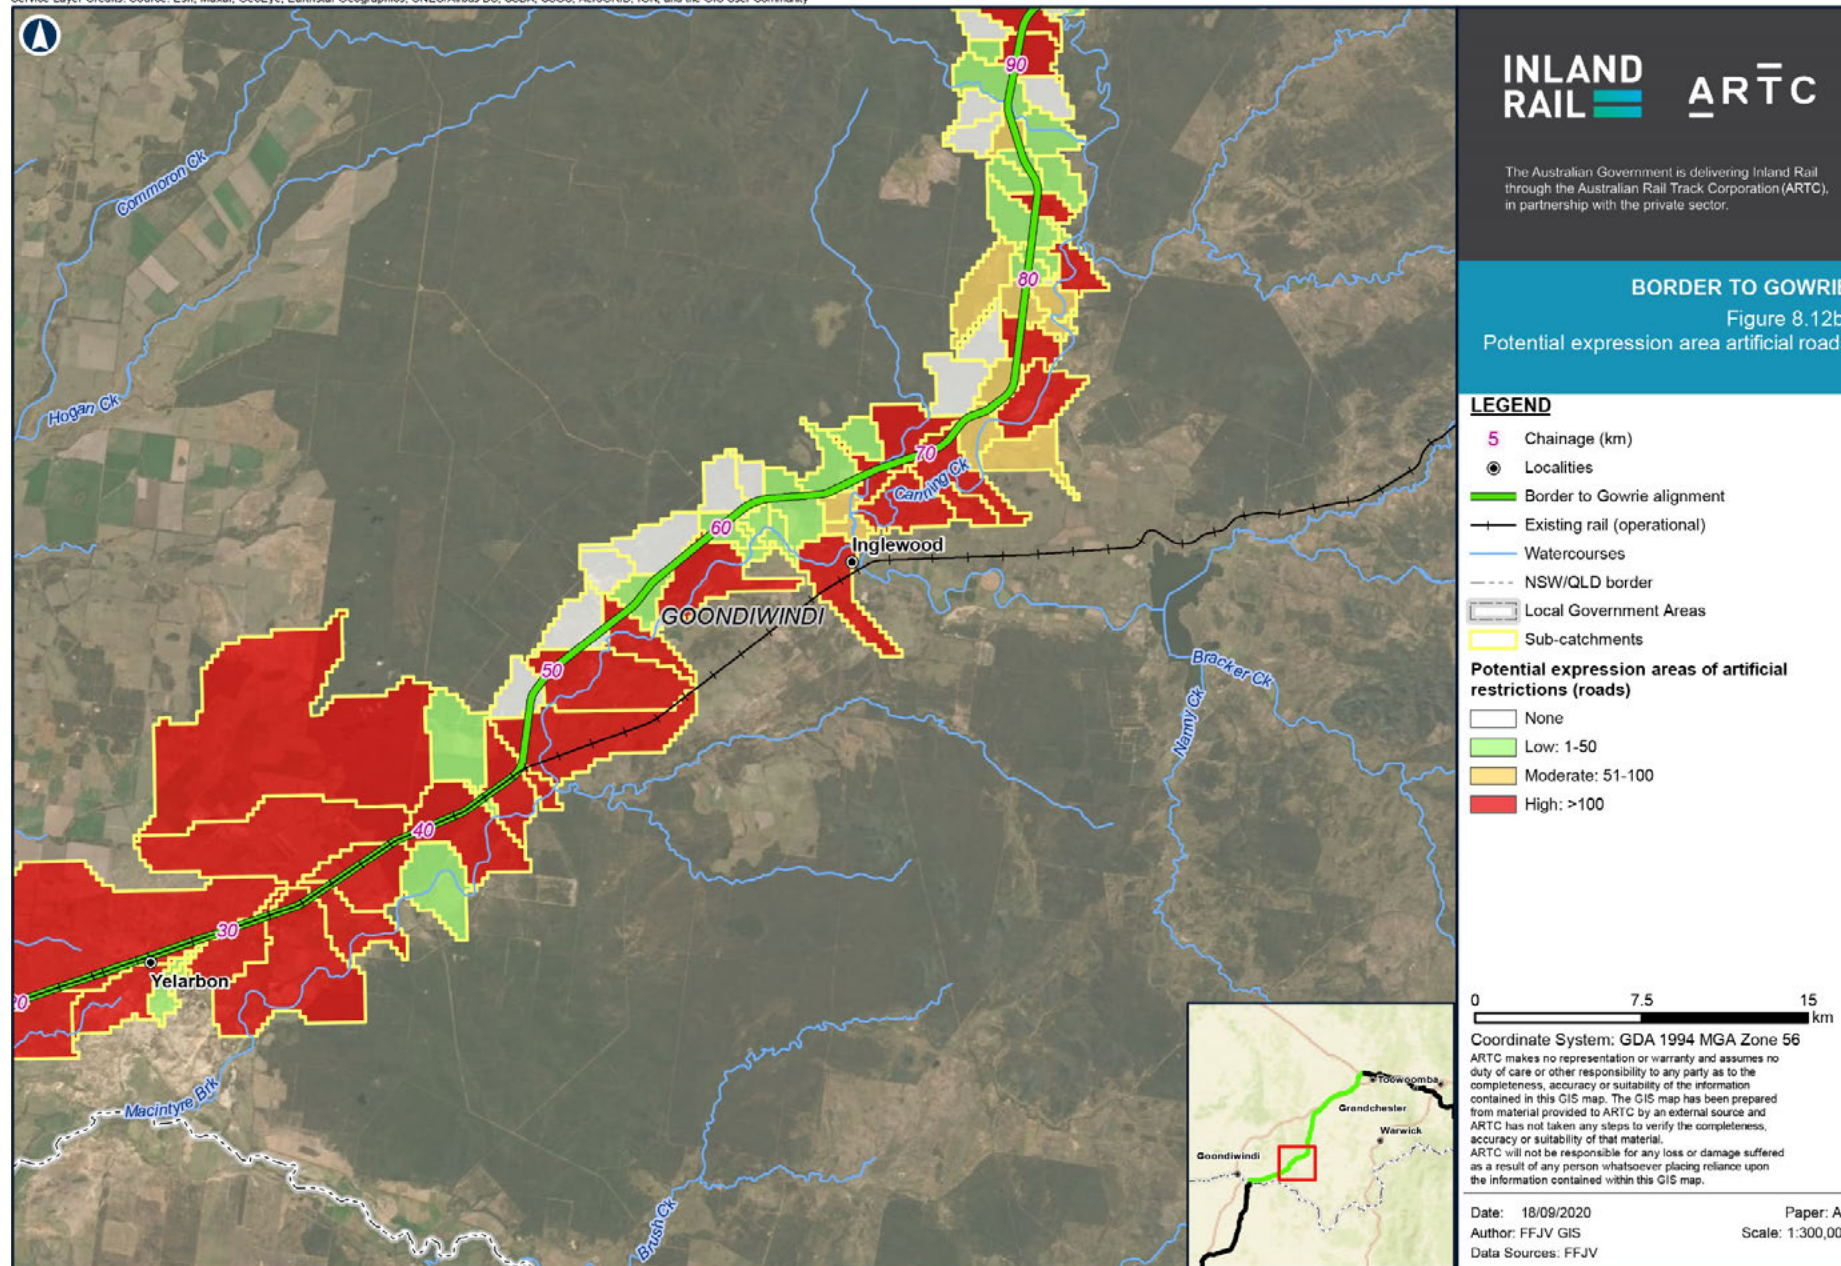 INLAND
RAIL
ARTC
The Australian Government is delivering Inland Rail
through the Australian Rail Track Corporation (ARTC),
in partnership with the private sector.
BORDER TO GOWRIE
Figure 8.12b
Potential expression area artificial road
LEGEND
5 Chainage (km)
Localities
Border to Gowrie alignment
Existing rail (operational)
Watercourses
NSW/QLD border
Local Government Areas
Sub-catchments
Potential expression areas of artificial
restrictions (roads)
None
Low: 1-50
Moderate: 51-100
High: >100
0 7.5 15
km
Coordinate System: GDA 1994 MGA Zone 56
ARTC makes no representation or warranty and assumes no
duty of care or other responsibility to any party as to the
completeness, accuracy or suitability of the information
contained in this GIS map. The GIS map has been prepared
from material provided to ARTC by an external source and
ARTC has not taken any steps to verify the completeness,
accuracy or suitability of that material.
ARTC will not be responsible for any loss or damage suffered
as a result of any person whatsoever placing reliance upon
the information contained within this GIS map.
Date: 18/09/2020 Paper: A
Author: FFJV GIS Scale: 1:300,00
Data Sources: FFJV
90
Commoron Ck
80
Hogan Ck
70
Canning Ck
60
Inglewood
GOONDIWINDI
50
Bracker Ck
Nanny Ck
40
30
Yelarbon
20
Macintyre Brk
Brush Ck
Toowoomba
Grandchester
Warwick
Goondiwindi